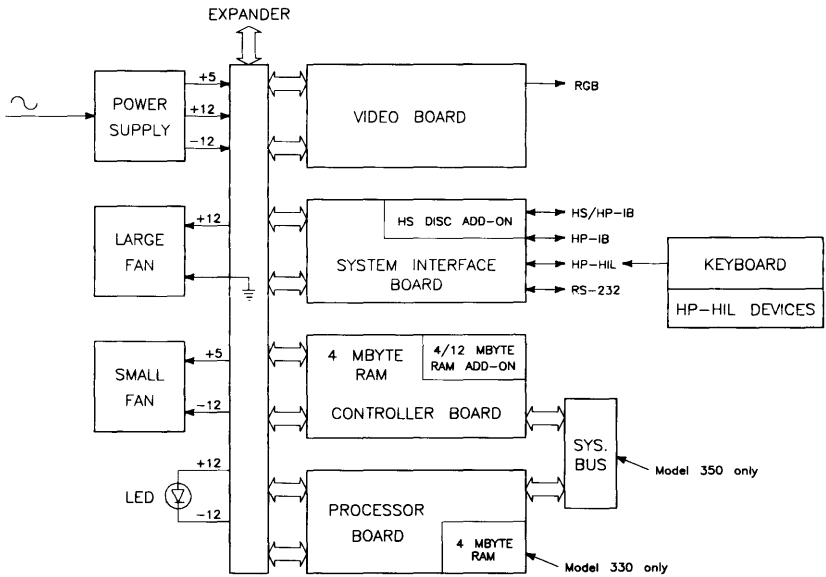 EXPANDER
POWER
SUPPLY
+5
+12
-12
VIDEO BOARD
RGB
LARGE
FAN
+12
HS DISC ADD-ON
SYSTEM INTERFACE
BOARD
HS/HP-IB
HP-IB
HP-HIL
RS-232
KEYBOARD
HP-HIL DEVICES
SMALL
FAN
+5
-12
4 MBYTE
RAM
4/12 MBYTE
RAM ADD-ON
CONTROLLER BOARD
SYS.
BUS
Model 350 only
LED
+12
-12
PROCESSOR
BOARD
4 MBYTE
RAM
Model 330 only